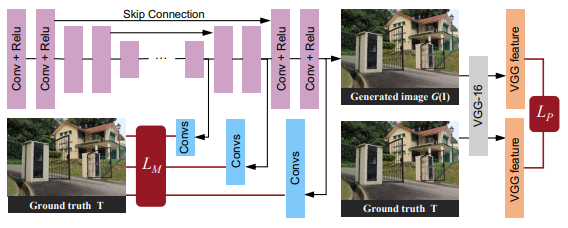 Skip Connection
Conv + Relu
Conv + Relu
...
Conv + Relu
Conv + Relu
Generated image G(I)
VGG-16
VGG feature
VGG feature
L_P
Convs
Convs
Convs
L_M
Ground truth T
Ground truth T